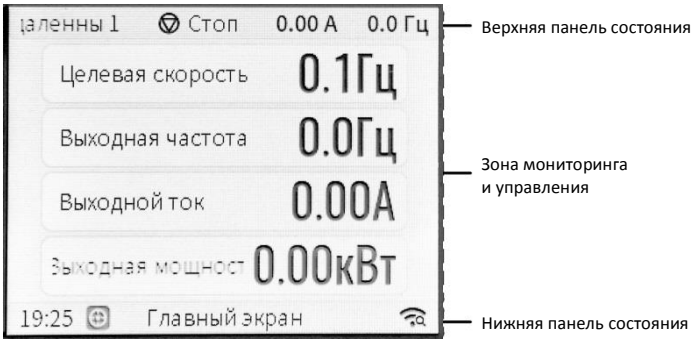 даленны 1 Стоп 0.00 А 0.0 Гц
Верхняя панель состояния
Целевая скорость 0.1Гц
Выходная частота 0.0Гц
Зона мониторинга
и управления
Выходной ток 0.00А
Выходная мощност 0.00кВт
19:25 Главный экран
Нижняя панель состояния